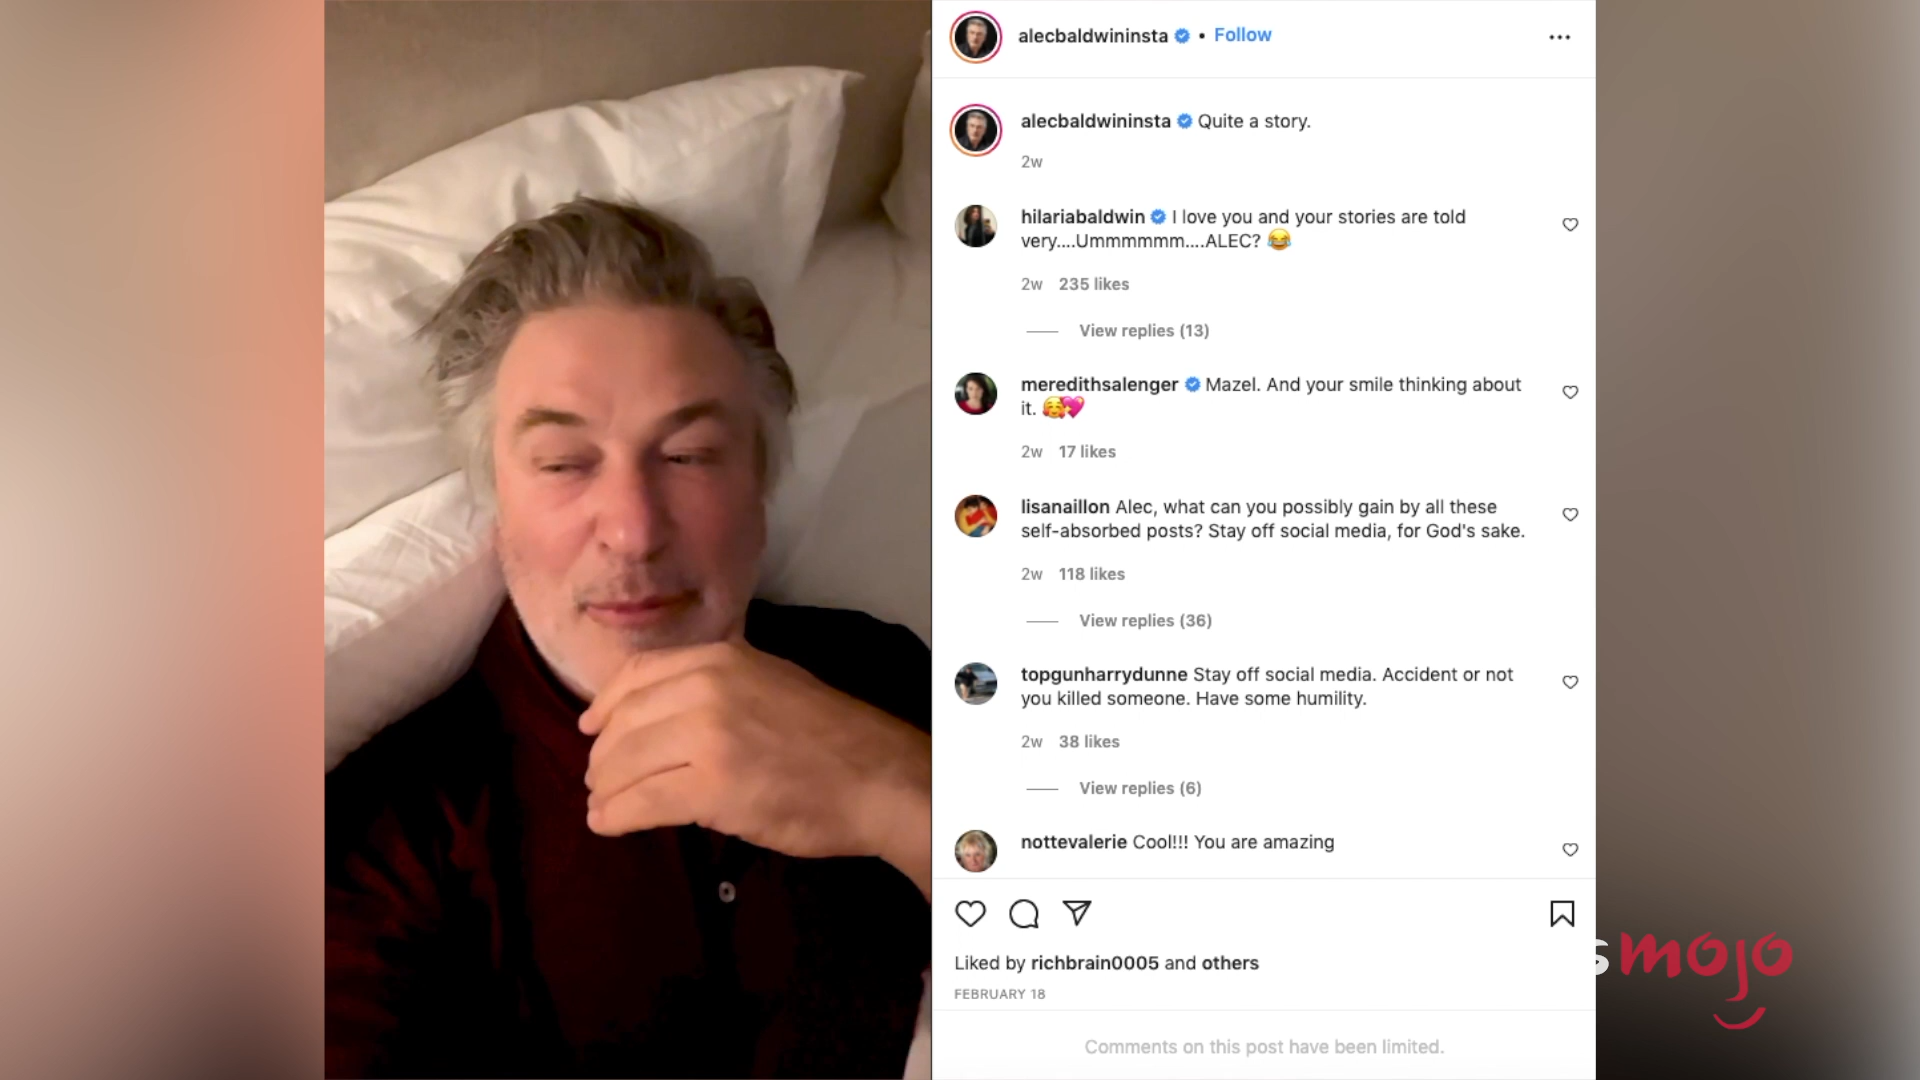 alecbaldwininsta • Follow
alecbaldwininsta Quite a story.
2w
hilariabaldwin I love you and your stories are told
very....Ummmmmm....ALEC? 😂
2w 235 likes
View replies (13)
meredithsalenger Mazel. And your smile thinking about
it. 🥰💖
2w 17 likes
lisanaillon Alec, what can you possibly gain by all these
self-absorbed posts? Stay off social media, for God's sake.
2w 118 likes
View replies (36)
topgunharrydunne Stay off social media. Accident or not
you killed someone. Have some humility.
2w 38 likes
View replies (6)
nottevalerie Cool!!! You are amazing
Liked by richbrain0005 and others
FEBRUARY 18
Comments on this post have been limited.
mojo